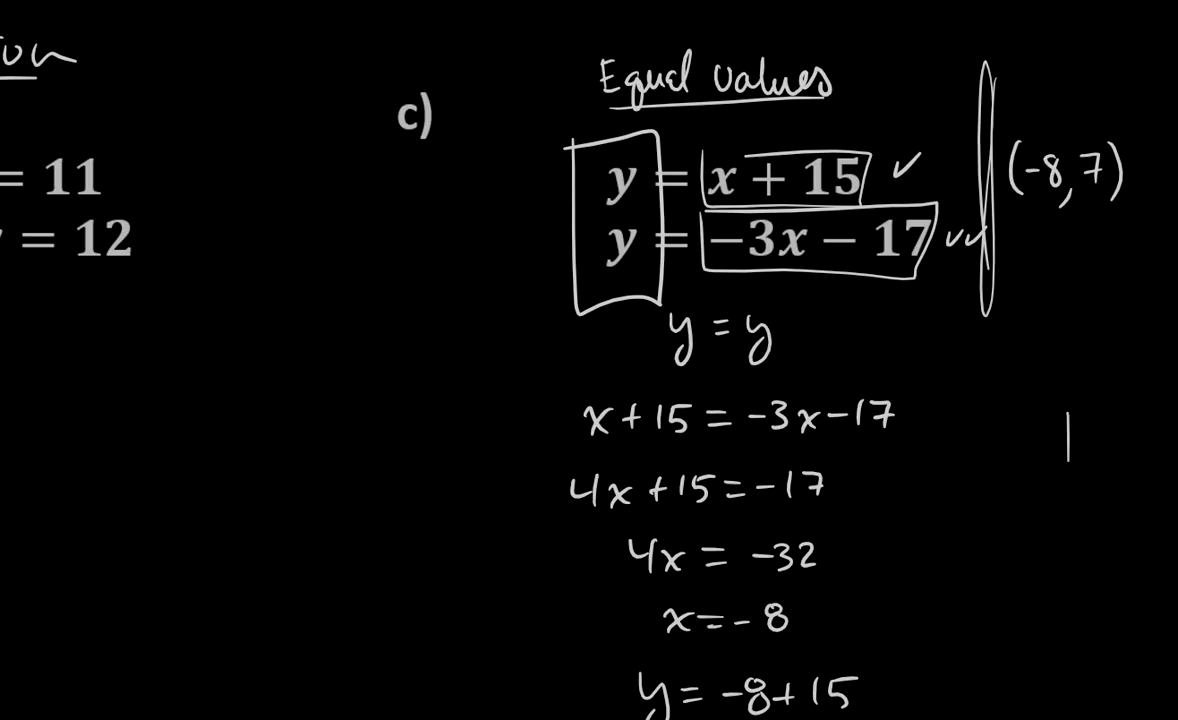 = 11
= 12
c)
Equal values
y = x + 15 ✓
y = −3x − 17 ✓✓
(-8,7)
y = y
x + 15 = -3x - 17
4x + 15 = -17
4x = -32
x = -8
y = -8 + 15